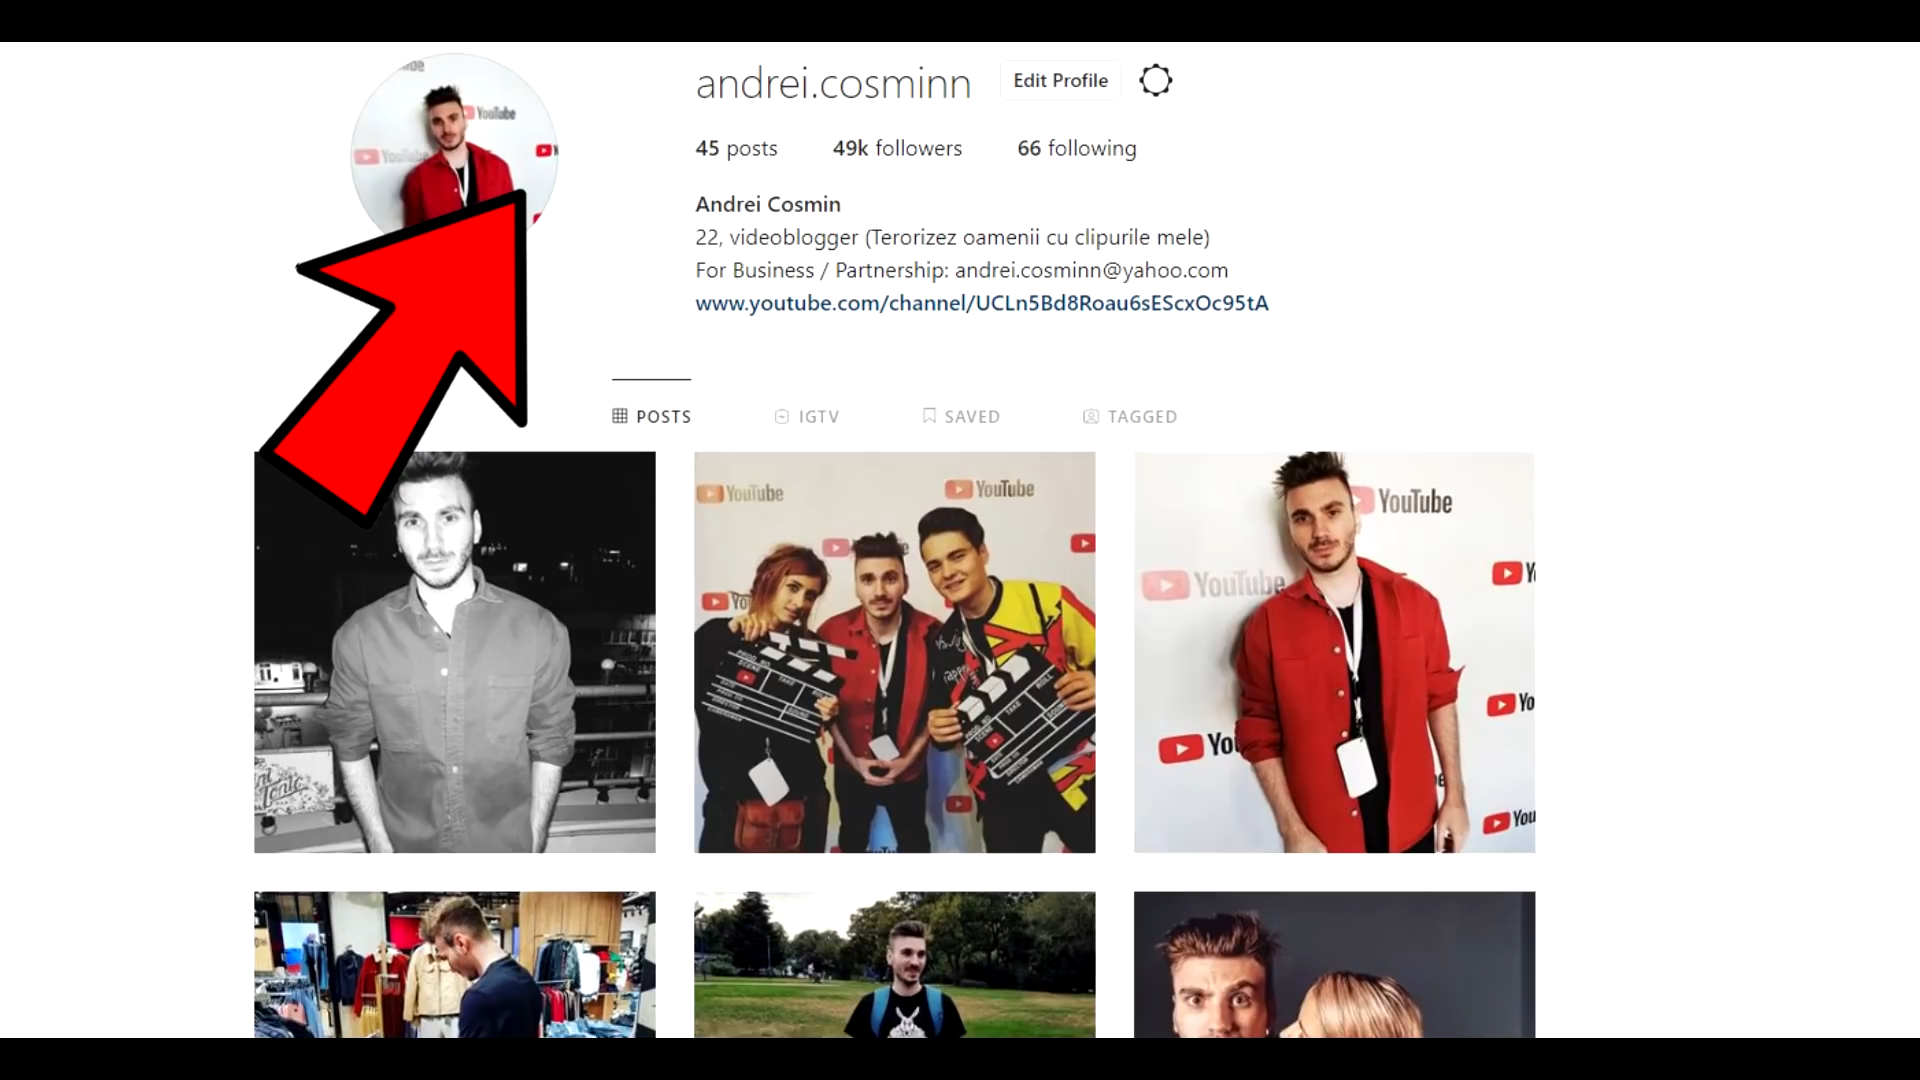 andrei.cosminn Edit Profile
45 posts 49k followers 66 following
Andrei Cosmin
22, videoblogger (Terorizez oamenii cu clipurile mele)
For Business / Partnership: andrei.cosminn@yahoo.com
www.youtube.com/channel/UCLn5Bd8Roau6sEScxOc95tA
POSTS IGTV SAVED TAGGED
YouTube
YouTube
YouTube
YouTube
YouTube
YouTube